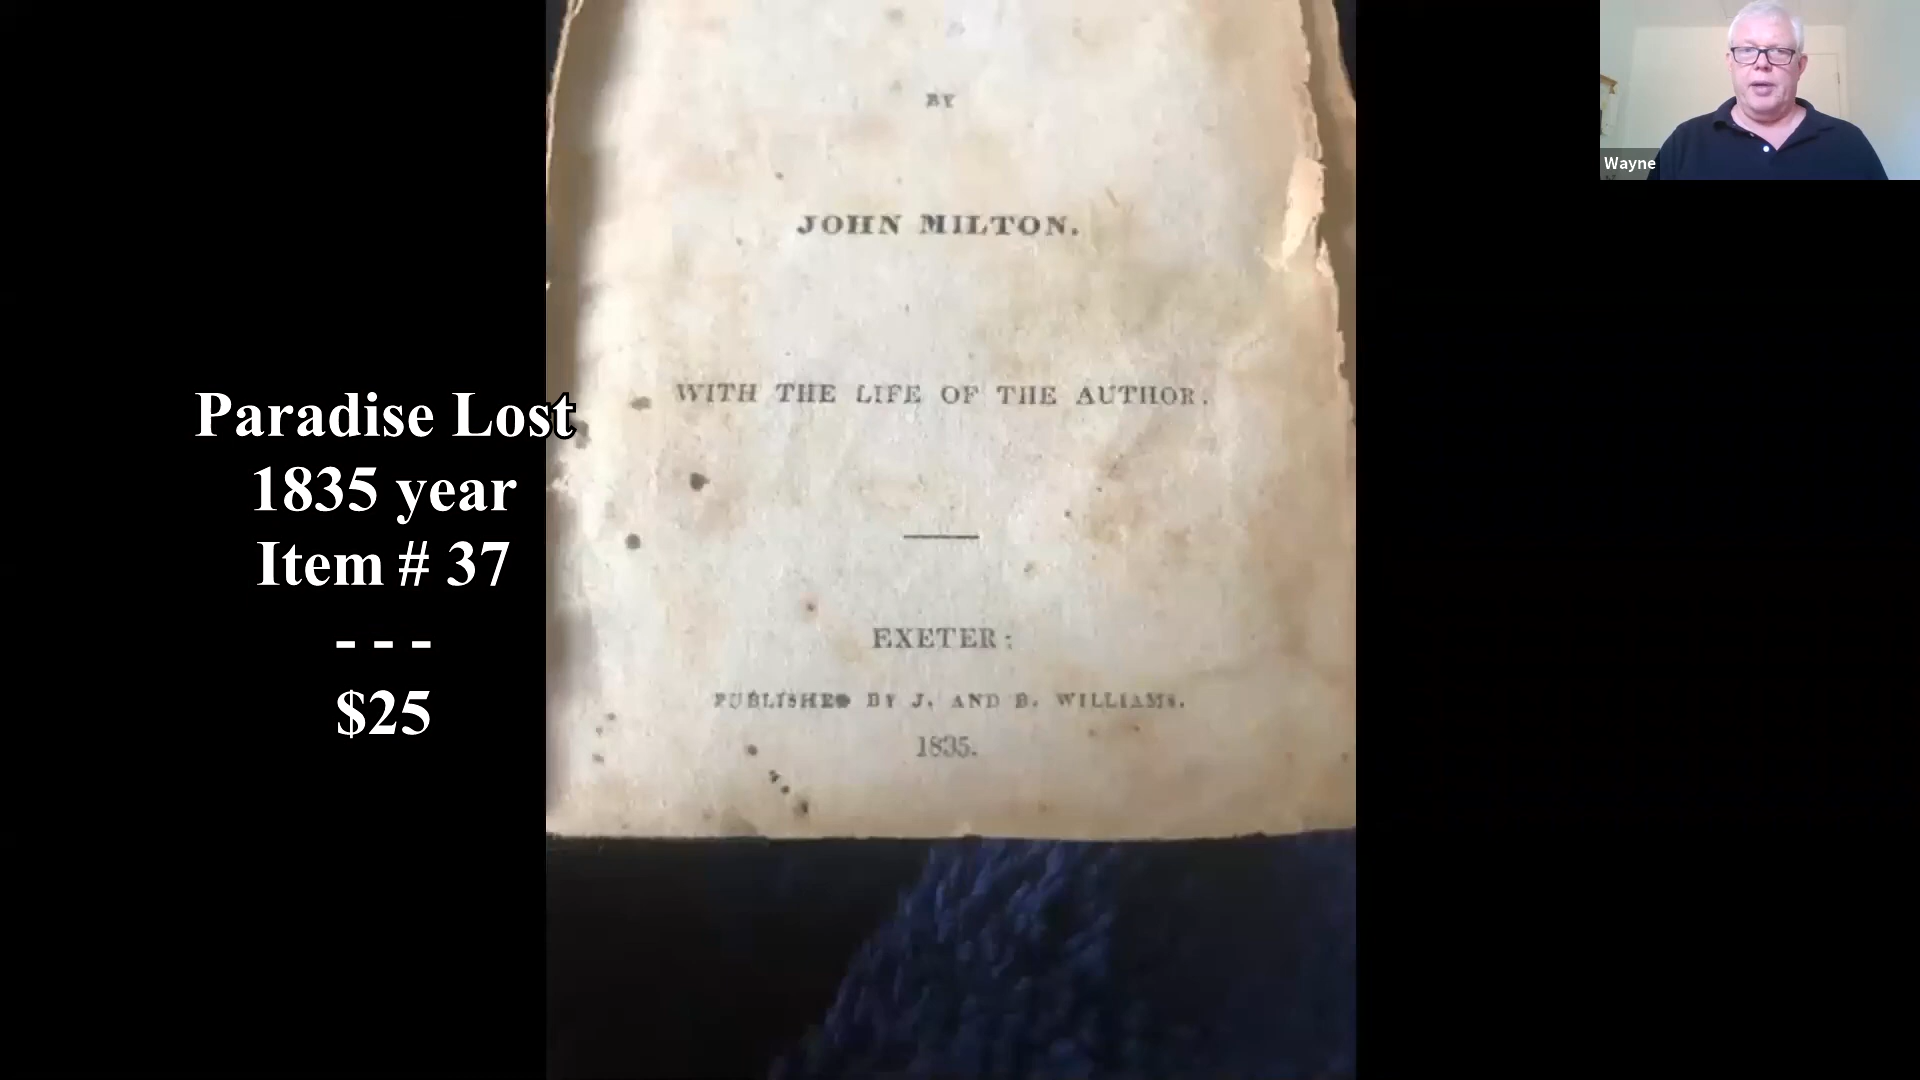 Paradise Lost
1835 year
Item # 37
- - -
$25
BY
JOHN MILTON.
WITH THE LIFE OF THE AUTHOR.
EXETER:
PUBLISHED BY J. AND B. WILLIAMS.
1835.
Wayne